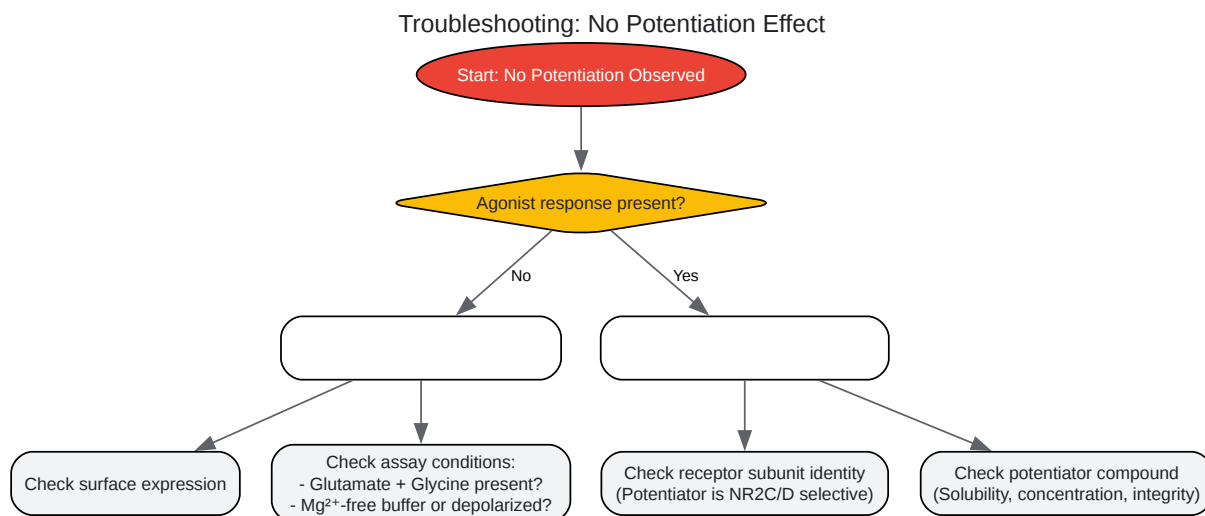 Troubleshooting: No Potentiation Effect
Start: No Potentiation Observed
Agonist response present?
No
Yes
Check surface expression
Check assay conditions:
- Glutamate + Glycine present?
- Mg²⁺-free buffer or depolarized?
Check receptor subunit identity
(Potentiator is NR2C/D selective)
Check potentiator compound
(Solubility, concentration, integrity)